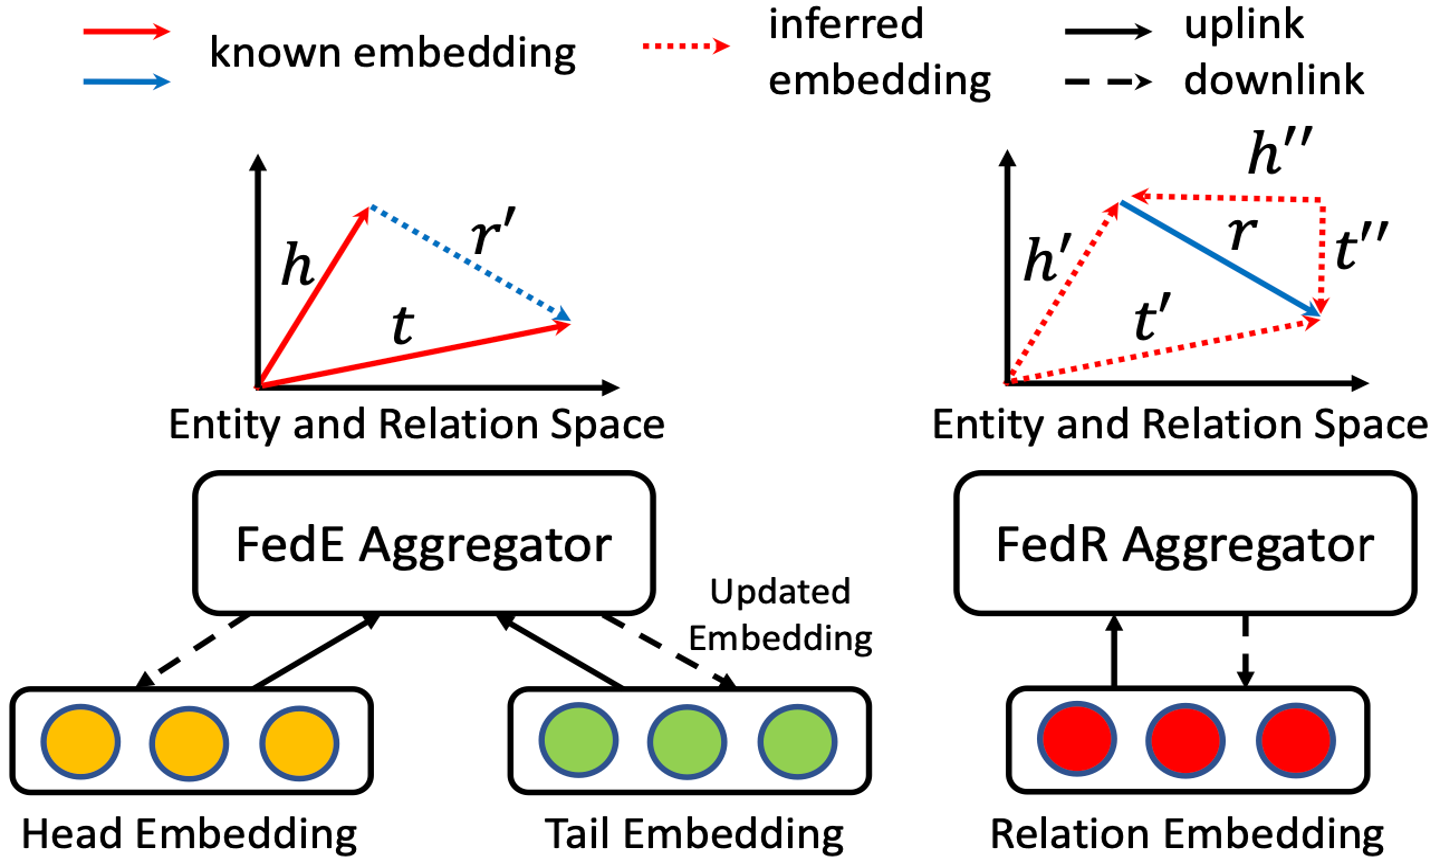 known embedding
inferred
embedding
uplink
downlink
h
r′
t
Entity and Relation Space
h′′
h′
r
t′′
t′
Entity and Relation Space
FedE Aggregator
Updated
Embedding
Head Embedding
Tail Embedding
FedR Aggregator
Relation Embedding